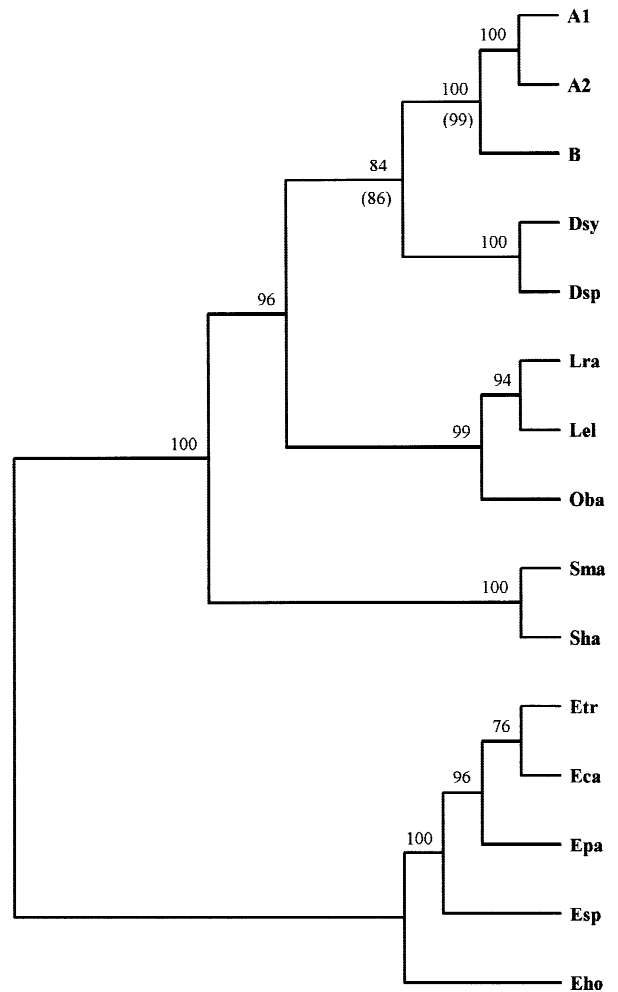 A1
100
A2
100
(99)
B
84
(86)
Dsy
100
Dsp
96
Lra
94
Lel
99
Oba
100
Sma
100
Sha
Etr
76
Eca
96
Epa
100
Esp
Eho